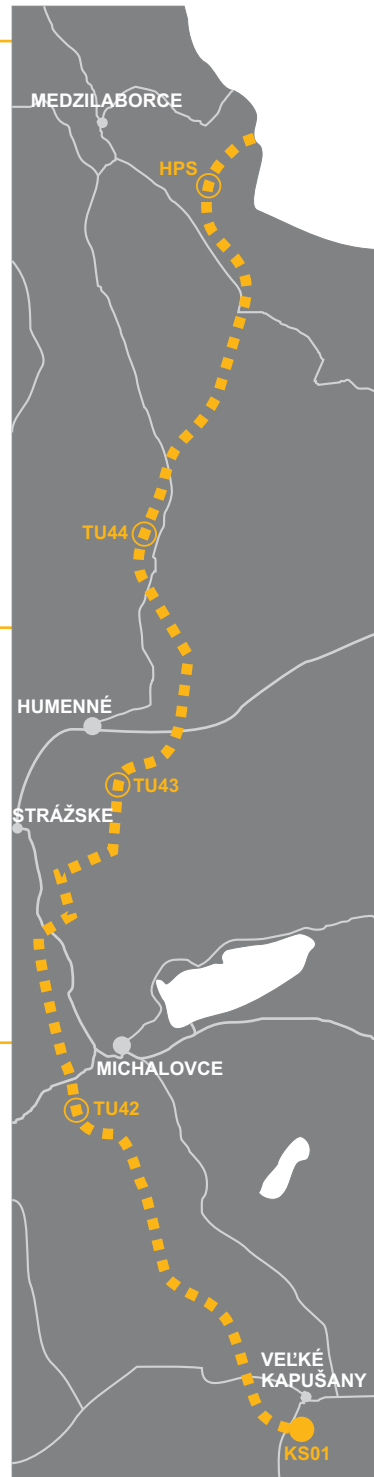 MEDZILABORCE
HPS
TU44
HUMENNÉ
TU43
STRÁŽSKE
MICHALOVCE
TU42
VEĽKÉ
KAPUŠANY
KS01